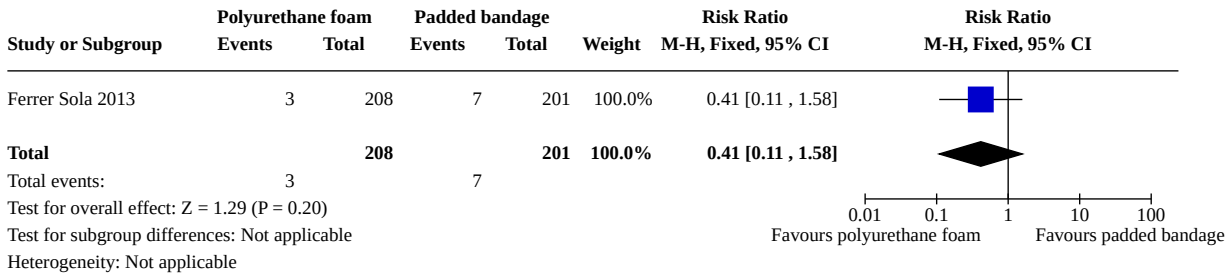 Polyurethane foam Padded bandage Risk Ratio Risk Ratio
Study or Subgroup Events Total Events Total Weight M-H, Fixed, 95% CI M-H, Fixed, 95% CI
Ferrer Sola 2013 3 208 7 201 100.0% 0.41 [0.11 , 1.58]
Total 208 201 100.0% 0.41 [0.11 , 1.58]
Total events: 3 7
Test for overall effect: Z = 1.29 (P = 0.20) 0.01 0.1 1 10 100
Test for subgroup differences: Not applicable Favours polyurethane foam Favours padded bandage
Heterogeneity: Not applicable